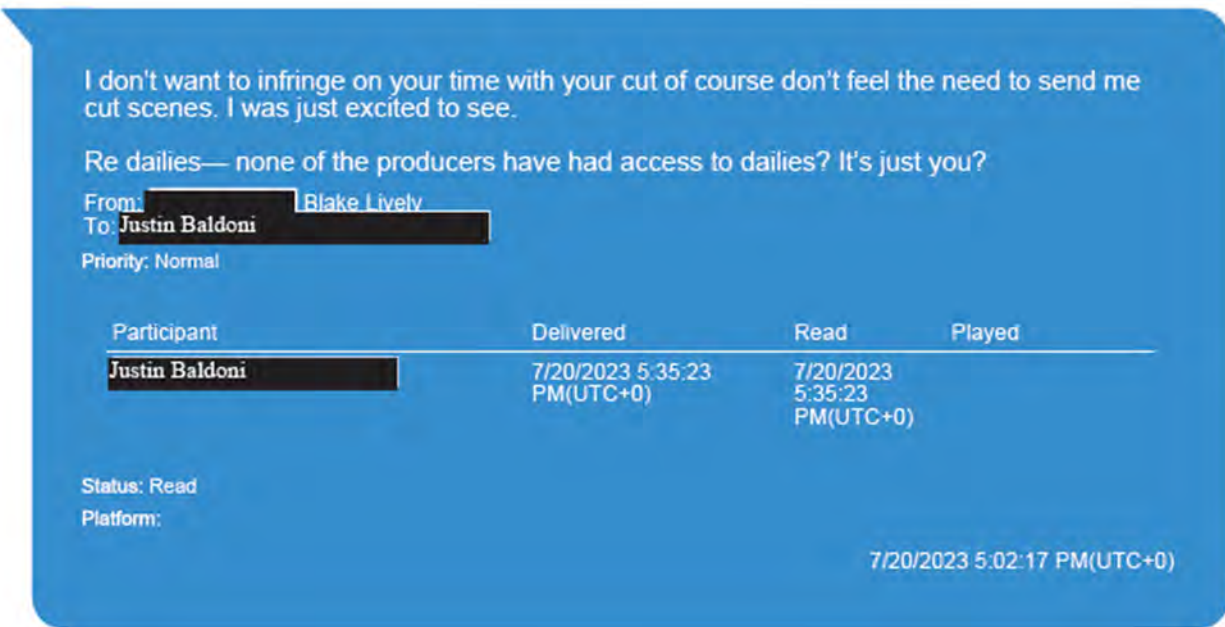 I don't want to infringe on your time with your cut of course don't feel the need to send me
cut scenes. I was just excited to see.
Re dailies— none of the producers have had access to dailies? It's just you?
From: Blake Lively
To: Justin Baldoni
Priority: Normal
Participant Delivered Read Played
Justin Baldoni 7/20/2023 5:35:23 7/20/2023
PM(UTC+0) 5:35:23
PM(UTC+0)
Status: Read
Platform:
7/20/2023 5:02:17 PM(UTC+0)